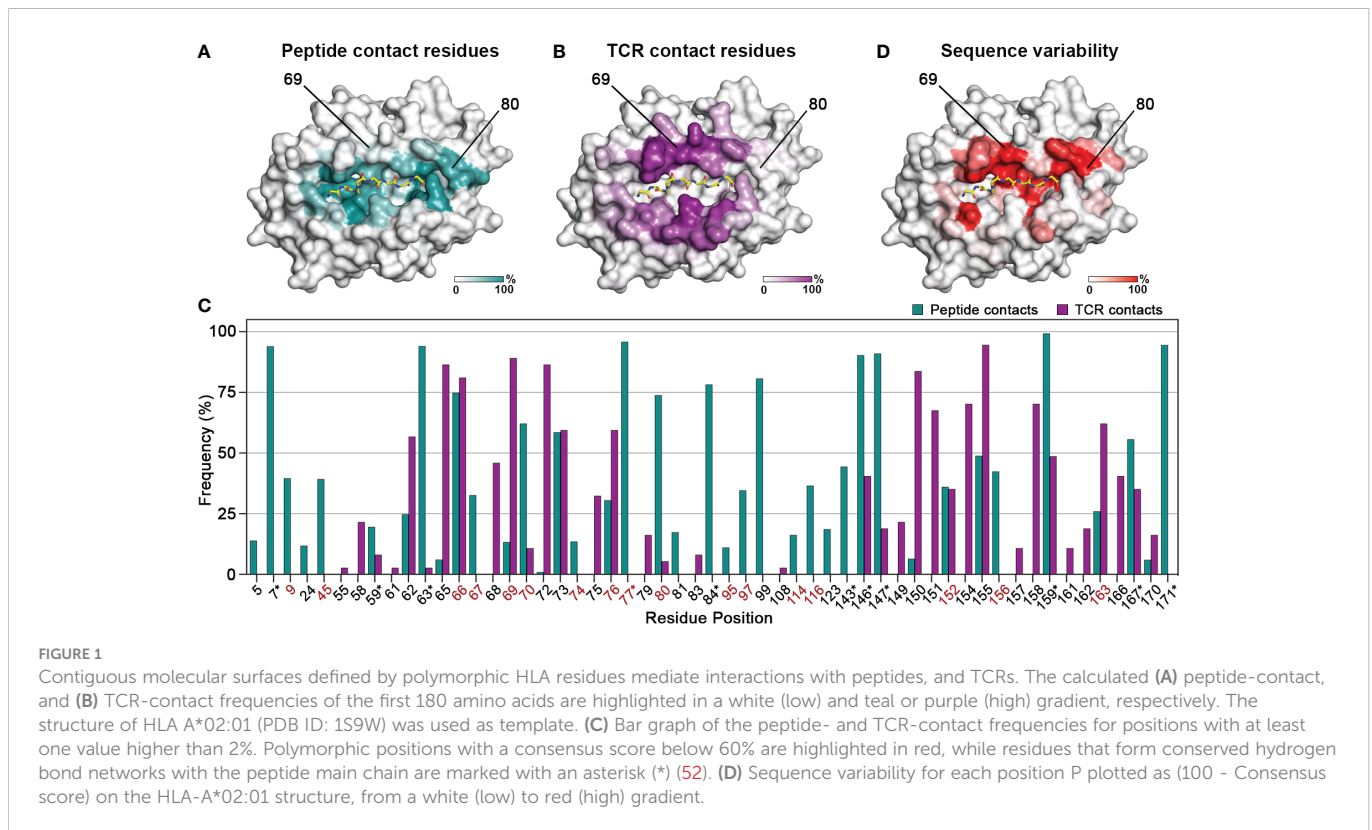 A Peptide contact residues
69
80
0 100 %
B TCR contact residues
69
80
0 100 %
D Sequence variability
69
80
0 100 %
C
Peptide contacts TCR contacts
Frequency (%)
100
75
50
25
0
5 7* 9 24 45 55 58 59* 61 62 63* 65 66 67 68 69 70 72 73 74 75 76 77* 79 80 81 83 84* 95 97 99 108 114 116 123 143* 146* 147* 149 150 151 152 154 155 156 157 158 159* 161 162 163 166 167* 170 171*
Residue Position
FIGURE 1
Contiguous molecular surfaces defined by polymorphic HLA residues mediate interactions with peptides, and TCRs. The calculated (A) peptide-contact,
and (B) TCR-contact frequencies of the first 180 amino acids are highlighted in a white (low) and teal or purple (high) gradient, respectively. The
structure of HLA A*02:01 (PDB ID: 1S9W) was used as template. (C) Bar graph of the peptide- and TCR-contact frequencies for positions with at least
one value higher than 2%. Polymorphic positions with a consensus score below 60% are highlighted in red, while residues that form conserved hydrogen
bond networks with the peptide main chain are marked with an asterisk (*) (52). (D) Sequence variability for each position P plotted as (100 - Consensus
score) on the HLA-A*02:01 structure, from a white (low) to red (high) gradient.